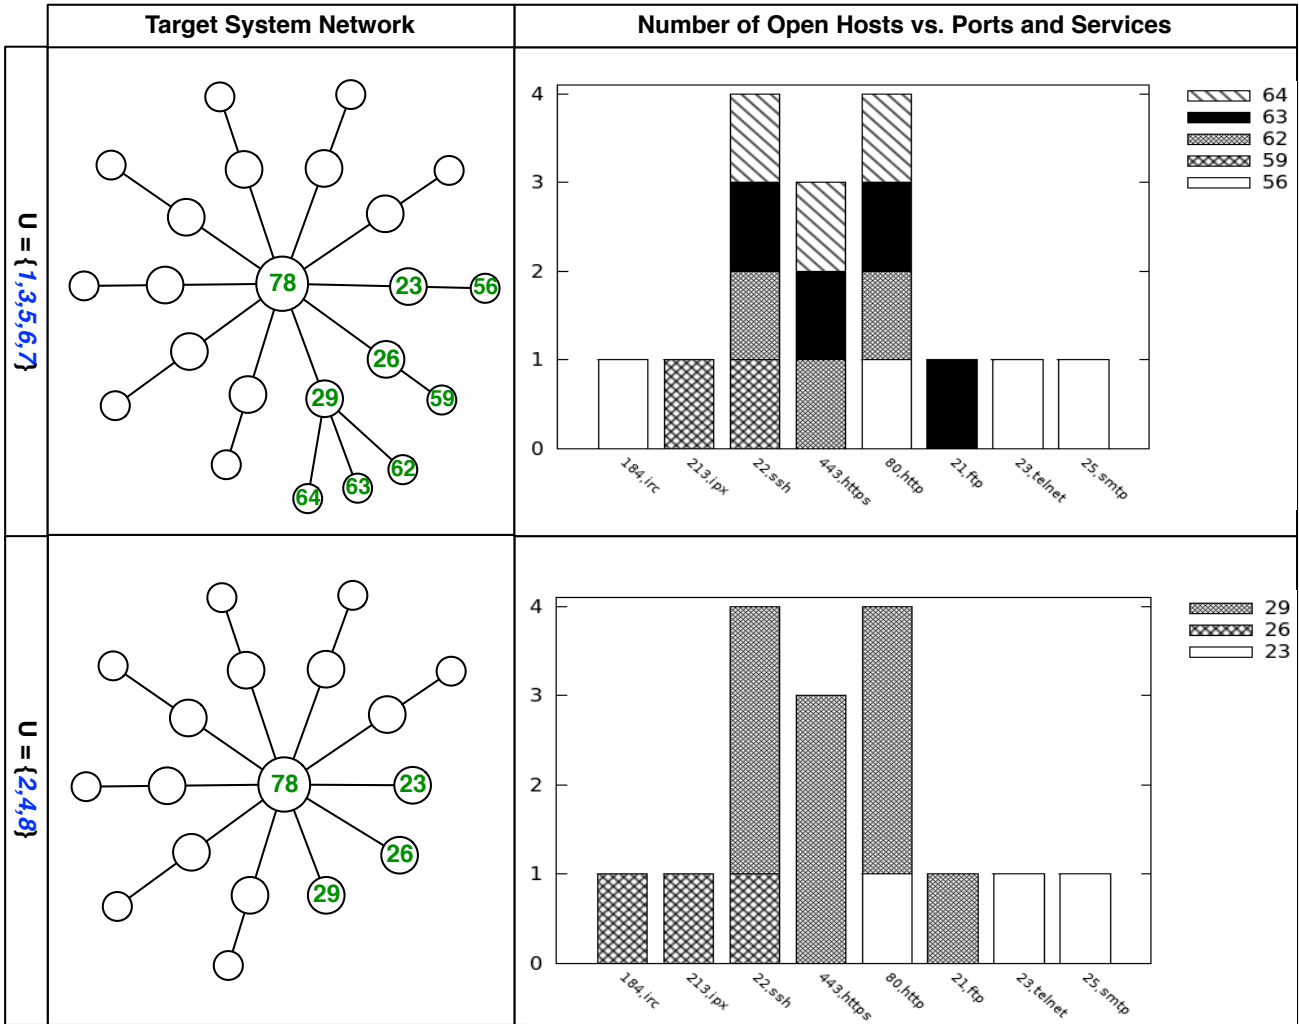 Target System Network
Number of Open Hosts vs. Ports and Services
U = {1,3,5,6,7}
78
23
56
26
59
29
62
63
64
4
3
2
1
0
184,irc
213,ipx
22,ssh
443,https
80,http
21,ftp
23,telnet
25,smtp
64
63
62
59
56
U = {2,4,8}
78
23
26
29
4
3
2
1
0
184,irc
213,ipx
22,ssh
443,https
80,http
21,ftp
23,telnet
25,smtp
29
26
23